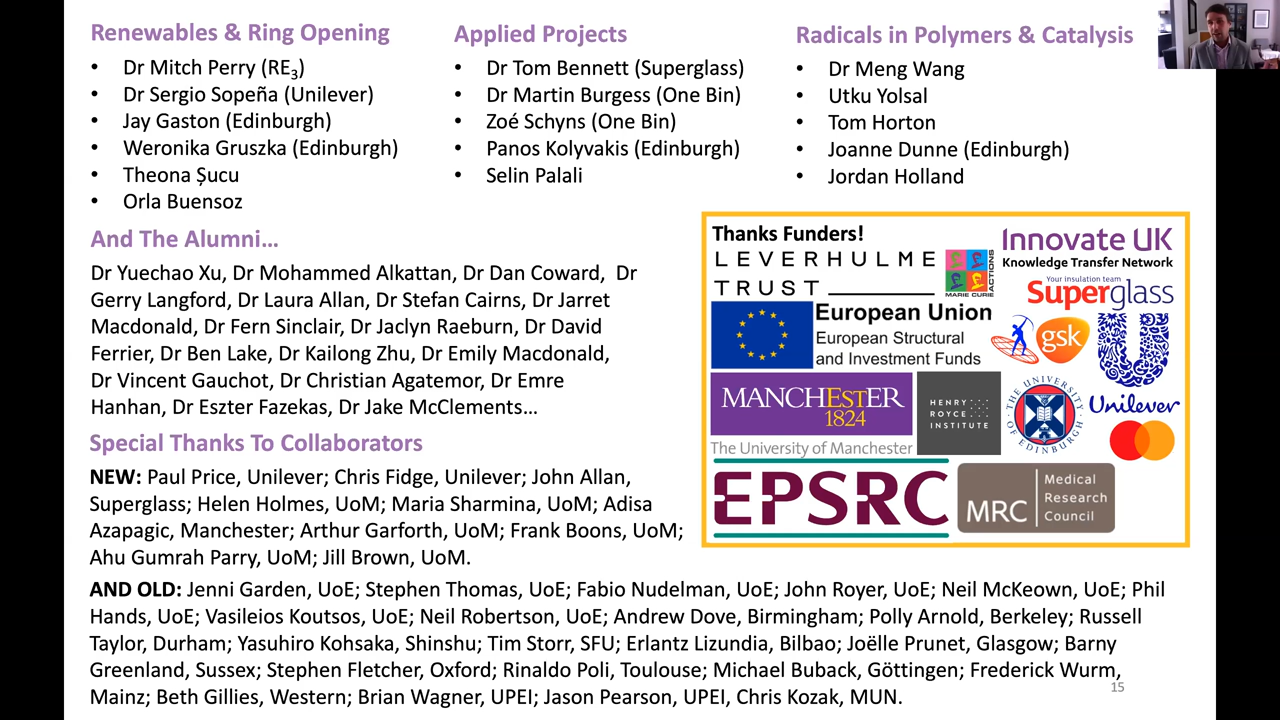 Renewables & Ring Opening
• Dr Mitch Perry (RE3)
• Dr Sergio Sopeña (Unilever)
• Jay Gaston (Edinburgh)
• Weronika Gruszka (Edinburgh)
• Theona Șucu
• Orla Buensoz
Applied Projects
• Dr Tom Bennett (Superglass)
• Dr Martin Burgess (One Bin)
• Zoé Schyns (One Bin)
• Panos Kolyvakis (Edinburgh)
• Selin Palali
Radicals in Polymers & Catalysis
• Dr Meng Wang
• Utku Yolsal
• Tom Horton
• Joanne Dunne (Edinburgh)
• Jordan Holland
And The Alumni…
Dr Yuechao Xu, Dr Mohammed Alkattan, Dr Dan Coward, Dr
Gerry Langford, Dr Laura Allan, Dr Stefan Cairns, Dr Jarret
Macdonald, Dr Fern Sinclair, Dr Jaclyn Raeburn, Dr David
Ferrier, Dr Ben Lake, Dr Kailong Zhu, Dr Emily Macdonald,
Dr Vincent Gauchot, Dr Christian Agatemor, Dr Emre
Hanhan, Dr Eszter Fazekas, Dr Jake McClements…
Thanks Funders!
LEVERHULME
TRUST
MARIE CURIE
ACTIONS
Innovate UK
Knowledge Transfer Network
Your insulation team
Superglass
European Union
European Structural
and Investment Funds
gsk
MANCHESTER
1824
The University of Manchester
HENRY
ROYCE
INSTITUTE
THE UNIVERSITY OF EDINBURGH
Unilever
EPSRC
MRC
Medical
Research
Council
Special Thanks To Collaborators
NEW: Paul Price, Unilever; Chris Fidge, Unilever; John Allan,
Superglass; Helen Holmes, UoM; Maria Sharmina, UoM; Adisa
Azapagic, Manchester; Arthur Garforth, UoM; Frank Boons, UoM;
Ahu Gumrah Parry, UoM; Jill Brown, UoM.
AND OLD: Jenni Garden, UoE; Stephen Thomas, UoE; Fabio Nudelman, UoE; John Royer, UoE; Neil McKeown, UoE; Phil
Hands, UoE; Vasileios Koutsos, UoE; Neil Robertson, UoE; Andrew Dove, Birmingham; Polly Arnold, Berkeley; Russell
Taylor, Durham; Yasuhiro Kohsaka, Shinshu; Tim Storr, SFU; Erlantz Lizundia, Bilbao; Joëlle Prunet, Glasgow; Barny
Greenland, Sussex; Stephen Fletcher, Oxford; Rinaldo Poli, Toulouse; Michael Buback, Göttingen; Frederick Wurm,
Mainz; Beth Gillies, Western; Brian Wagner, UPEI; Jason Pearson, UPEI, Chris Kozak, MUN.
15